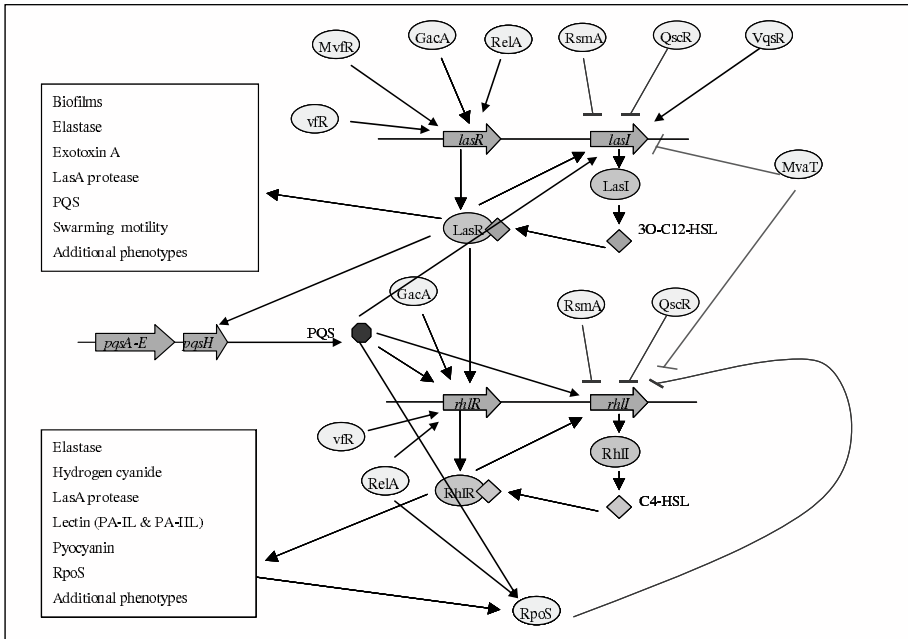 MvfR
GacA
RelA
RsmA
QscR
VqsR
Biofilms
Elastase
Exotoxin A
LasA protease
PQS
Swarming motility
Additional phenotypes
vfR
lasR
lasI
MvaT
LasI
LasR
3O-C12-HSL
GacA
RsmA
QscR
pqsA-E
pqsH
PQS
rhlR
rhlI
Elastase
Hydrogen cyanide
LasA protease
Lectin (PA-IL & PA-IIL)
Pyocyanin
RpoS
Additional phenotypes
vfR
RelA
RhlI
RhlR
C4-HSL
RpoS